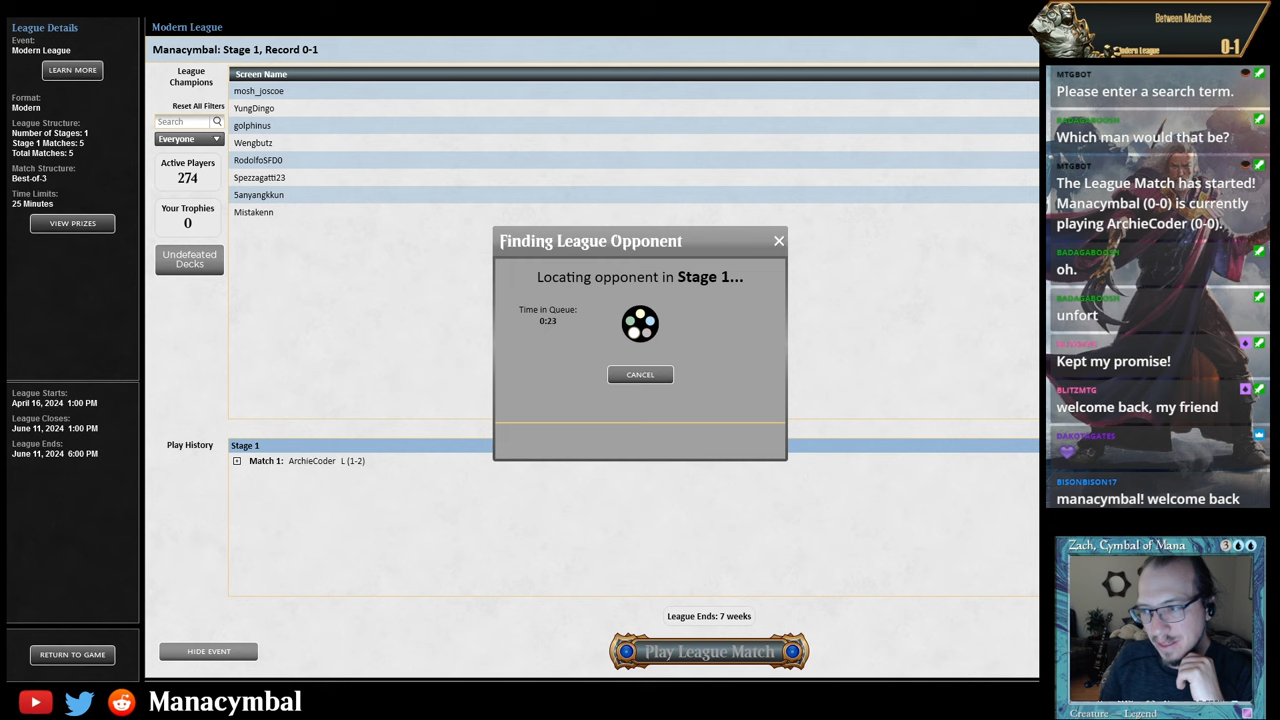 League Details
Event:
Modern League
LEARN MORE
Format:
Modern
League Structure:
Number of Stages: 1
Stage 1 Matches: 5
Total Matches: 5
Match Structure:
Best-of-3
Time Limits:
25 Minutes
VIEW PRIZES
League Starts:
April 16, 2024 1:00 PM
League Closes:
June 11, 2024 1:00 PM
League Ends:
June 11, 2024 6:00 PM
RETURN TO GAME
Modern League
Manacymbal: Stage 1, Record 0-1
League
Champions
Reset All Filters
Search
Everyone
Active Players
274
Your Trophies
0
Undefeated
Decks
Screen Name
mosh_joscoe
YungDingo
golphinus
Wengbutz
RodolfoSFD0
Spezzagatti23
5anyangkkun
Mistakenn
Finding League Opponent
Locating opponent in Stage 1...
Time in Queue:
0:23
CANCEL
Play History
Stage 1
Match 1: ArchieCoder L (1-2)
League Ends: 7 weeks
HIDE EVENT
Play League Match
Manacymbal
Between Matches
Modern League
0-1
MTGBOT
Please enter a search term.
BADAGABOOSH
Which man would that be?
MTGBOT
The League Match has started!
Manacymbal (0-0) is currently
playing ArchieCoder (0-0).
BADAGABOOSH
oh.
BADAGABOOSH
unfort
BLITZMTG
Kept my promise!
BLITZMTG
welcome back, my friend
DAKOTAGATES
BISONBISON17
manacymbal! welcome back
Zach, Cymbal of Mana 3
Creature — Legend